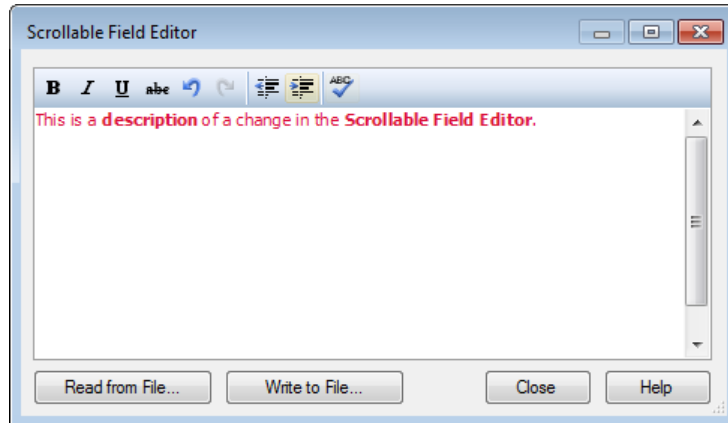 Scrollable Field Editor
B I U abc ABC
This is a description of a change in the Scrollable Field Editor.
Read from File... Write to File... Close Help